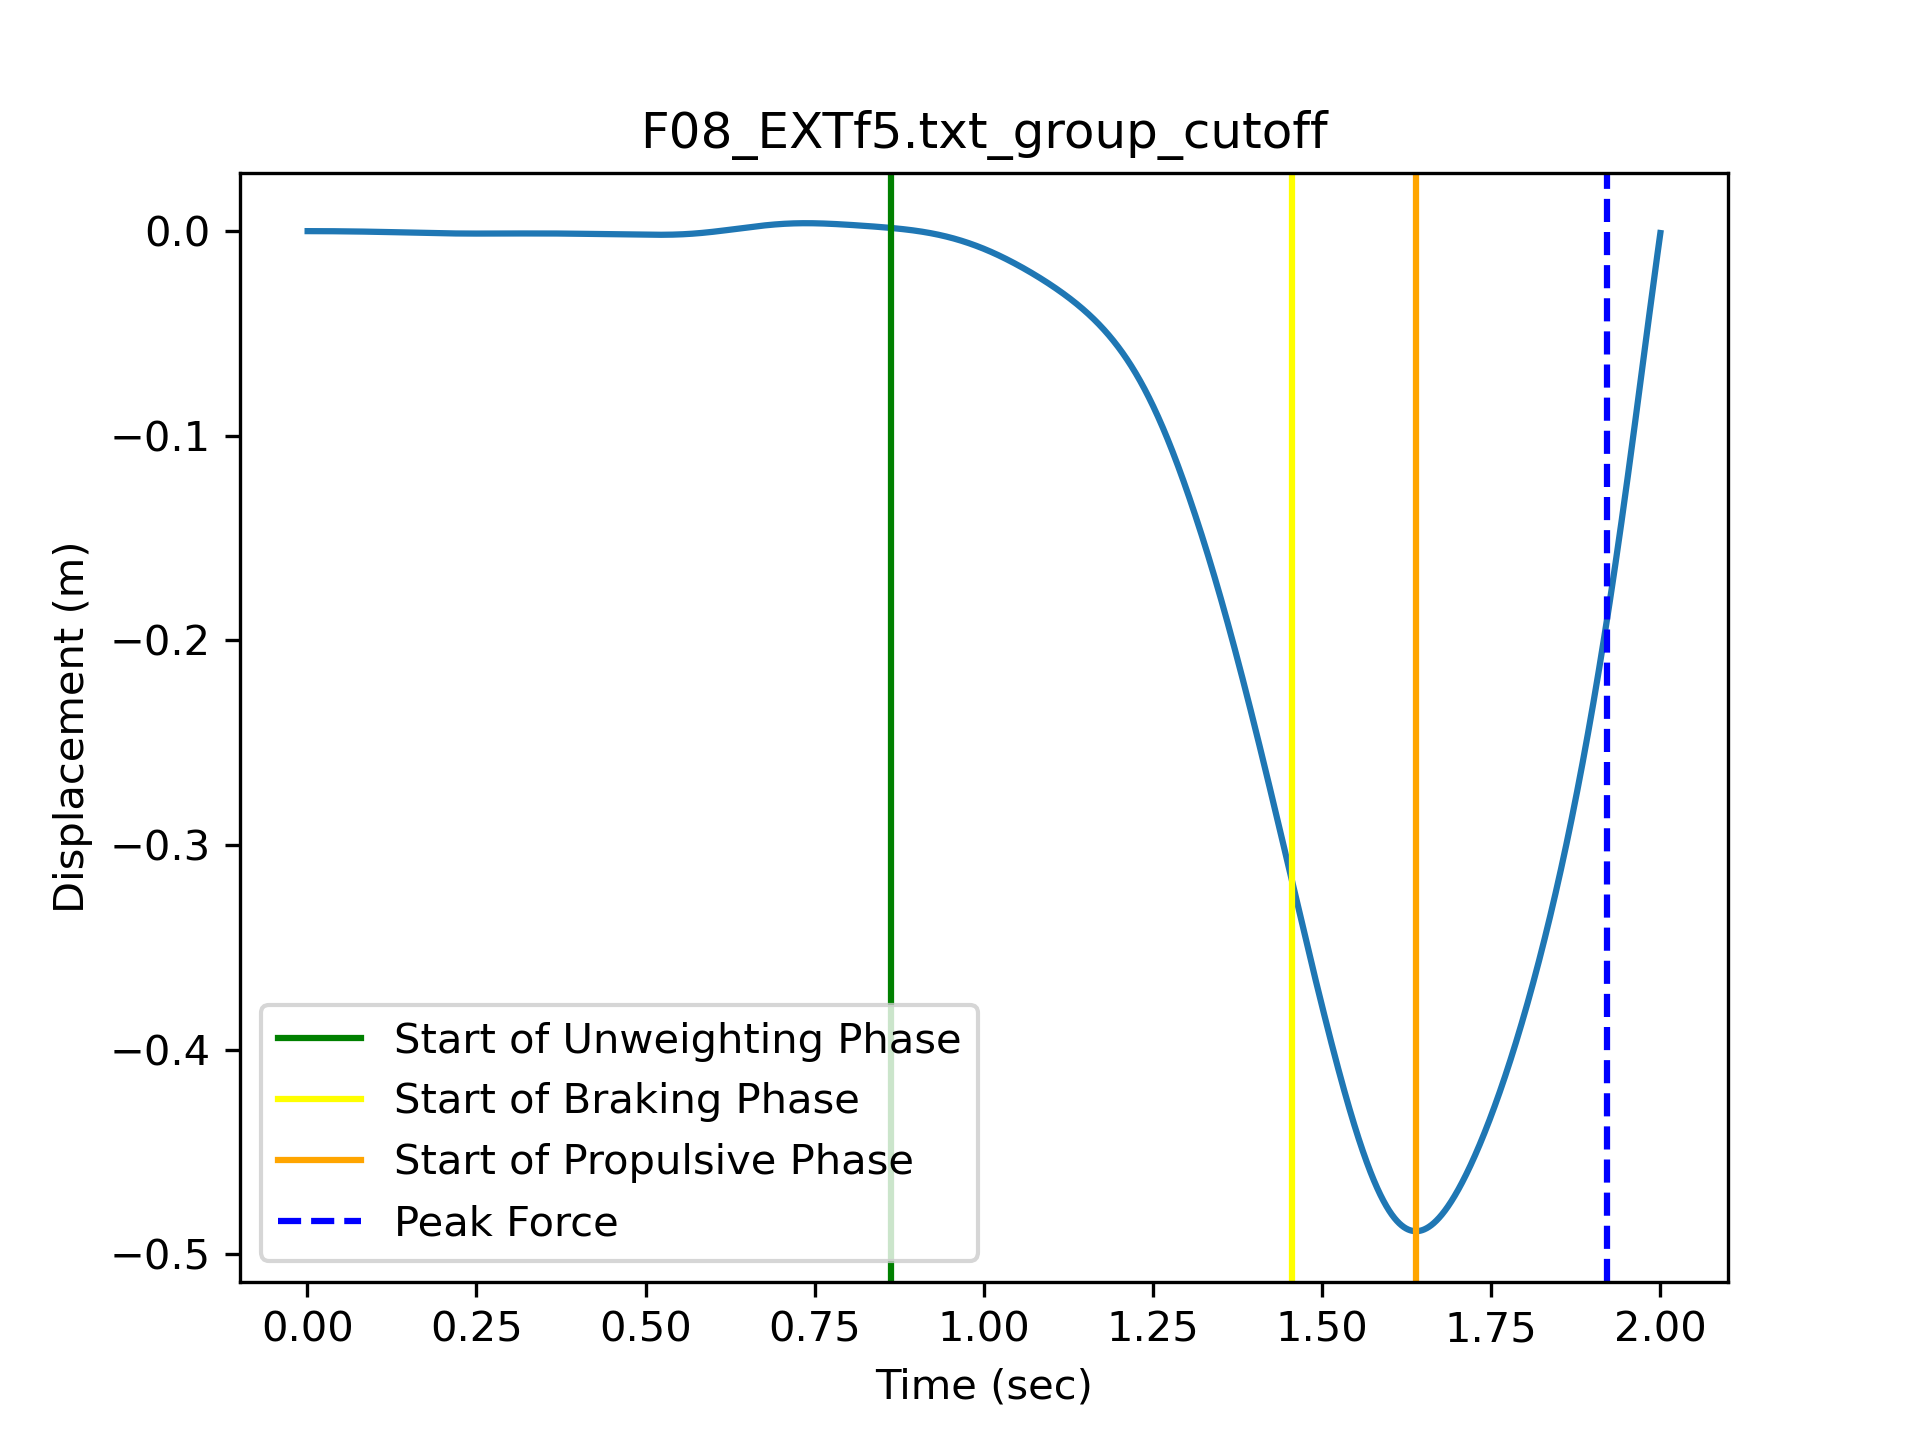 F08_EXTf5.txt_group_cutoff
Displacement (m)
0.0
−0.1
−0.2
−0.3
−0.4
−0.5
Start of Unweighting Phase
Start of Braking Phase
Start of Propulsive Phase
Peak Force
0.00 0.25 0.50 0.75 1.00 1.25 1.50 1.75 2.00
Time (sec)